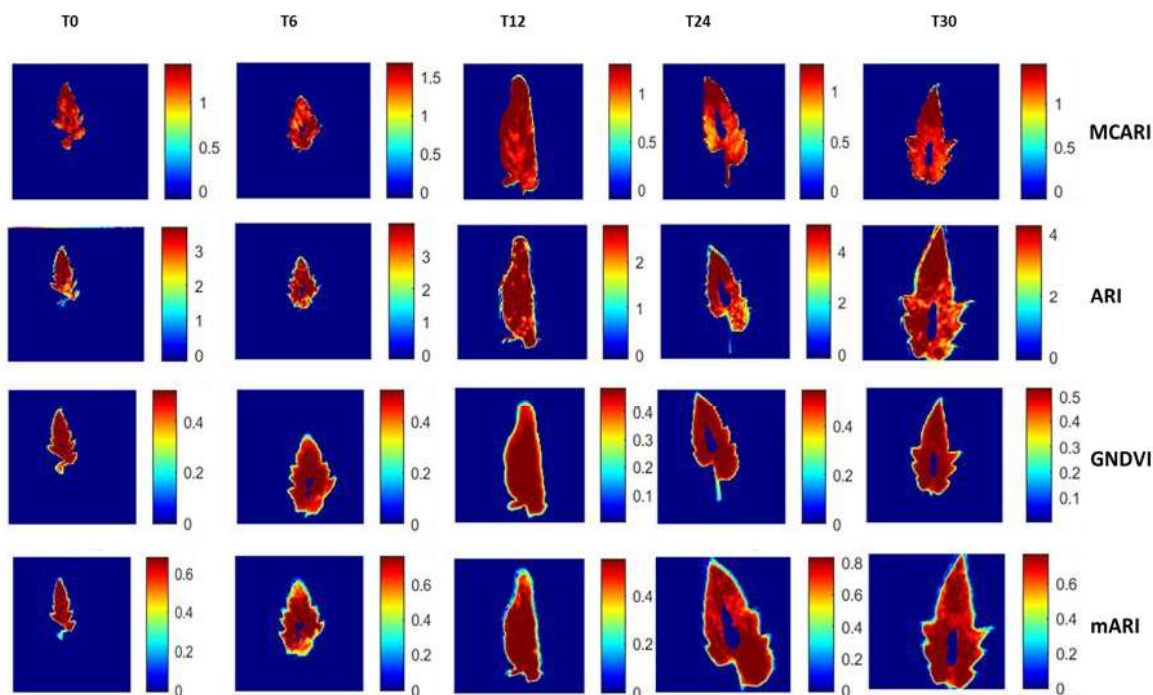 T0 T6 T12 T24 T30
1 0.5 0 1.5 1 0.5 0 1 0.5 0 1 0.5 0 1 0.5 0 MCARI
3 2 1 0 3 2 1 0 2 1 0 4 2 0 4 2 0 ARI
0.4 0.2 0 0.4 0.2 0 0.4 0.3 0.2 0.1 0.4 0.2 0 0.5 0.4 0.3 0.2 0.1 GNDVI
0.6 0.4 0.2 0 0.6 0.4 0.2 0 0.4 0.2 0 0.8 0.6 0.4 0.2 0 0.6 0.4 0.2 0 mARI